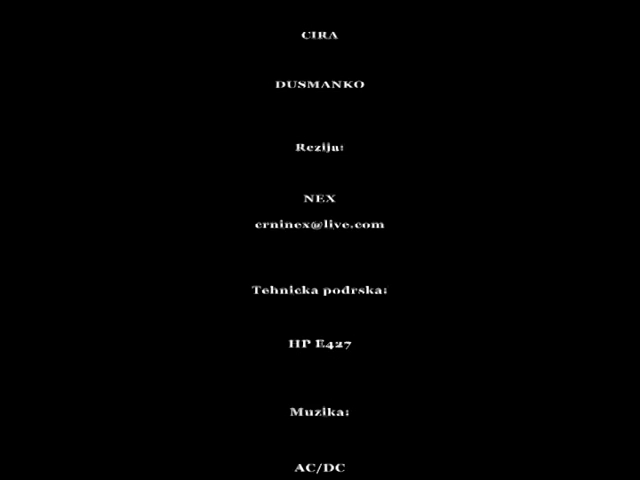 CIRA
DUSMANKO
Rezija:
NEX
crninex@live.com
Tehnicka podrska:
HP E427
Muzika:
AC/DC